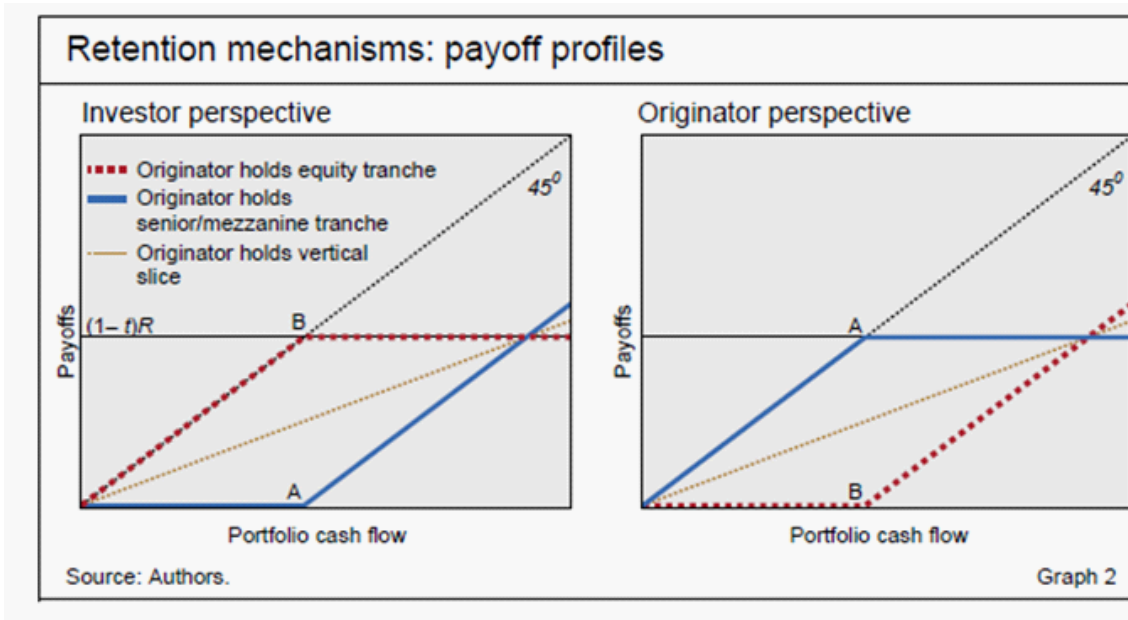 Retention mechanisms: payoff profiles
Investor perspective
Originator holds equity tranche
Originator holds
senior/mezzanine tranche
Originator holds vertical
slice
45⁰
Payoffs
(1– t)R
B
A
Portfolio cash flow
Originator perspective
45⁰
Payoffs
A
B
Portfolio cash flow
Source: Authors.
Graph 2